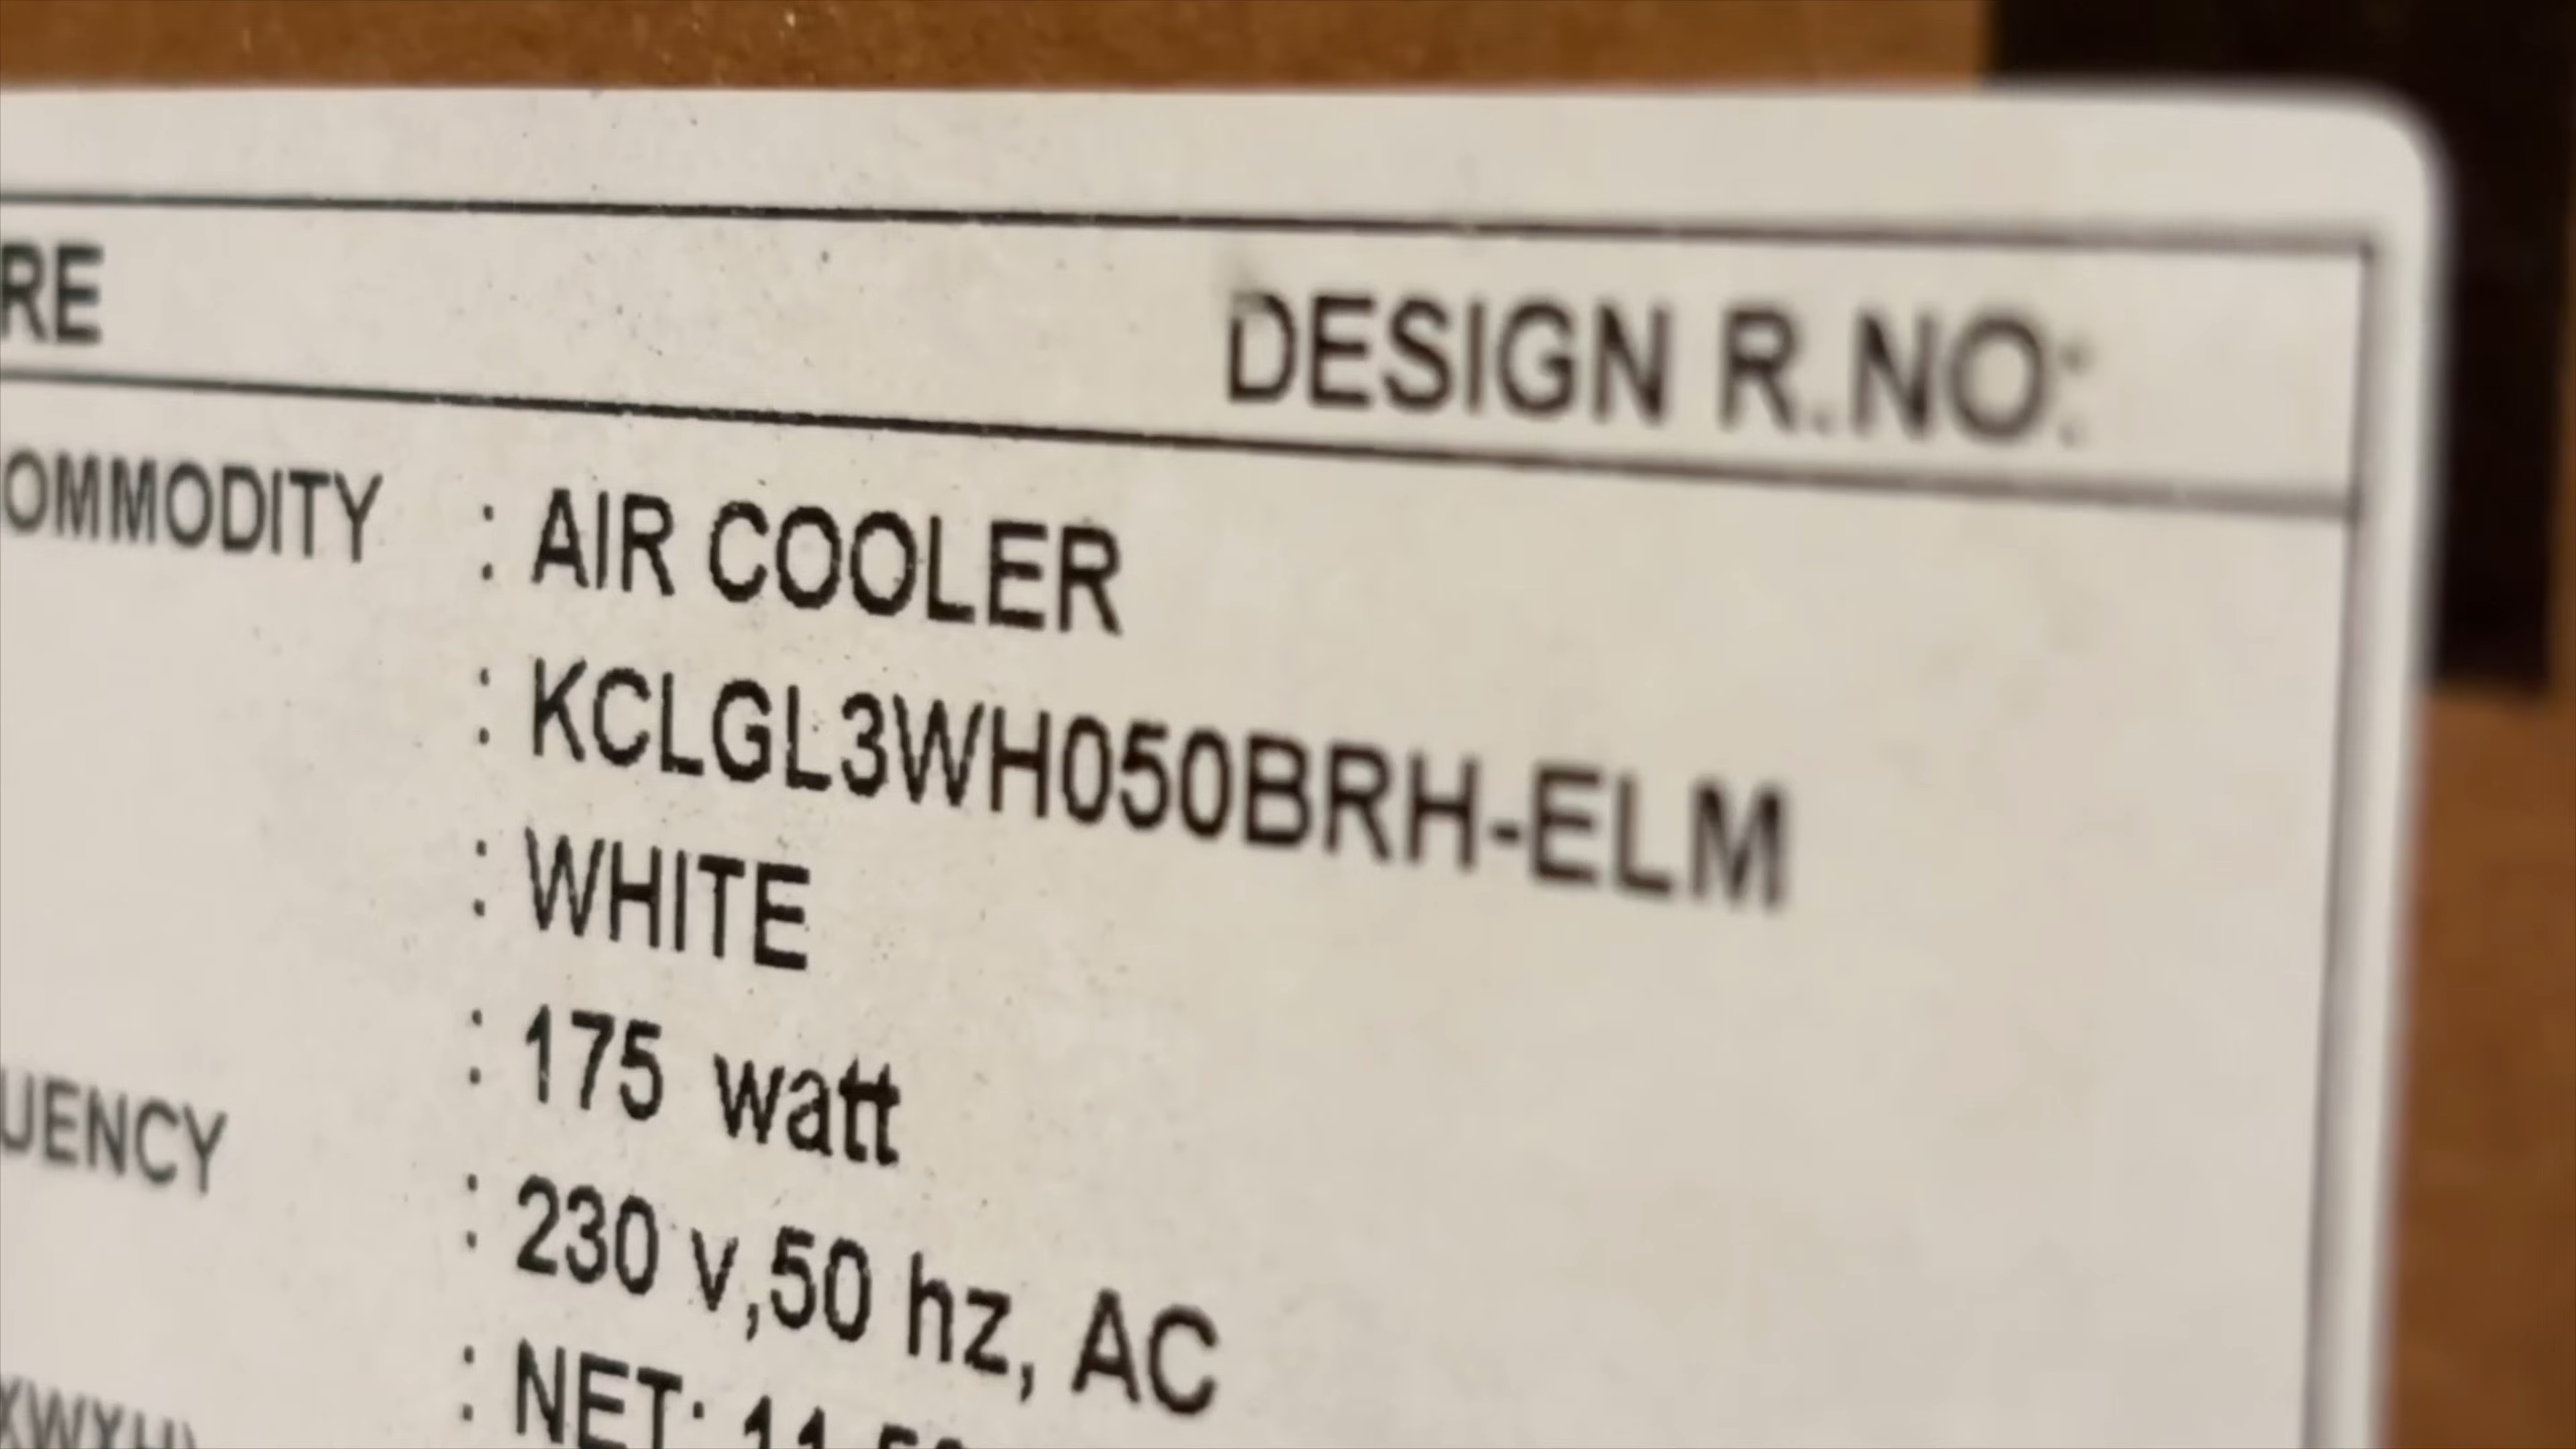 RE DESIGN R.NO:
OMMODITY : AIR COOLER
: KCLGL3WH050BRH-ELM
: WHITE
: 175 watt
UENCY : 230 v,50 hz, AC
XWXH) : NET: 11.5